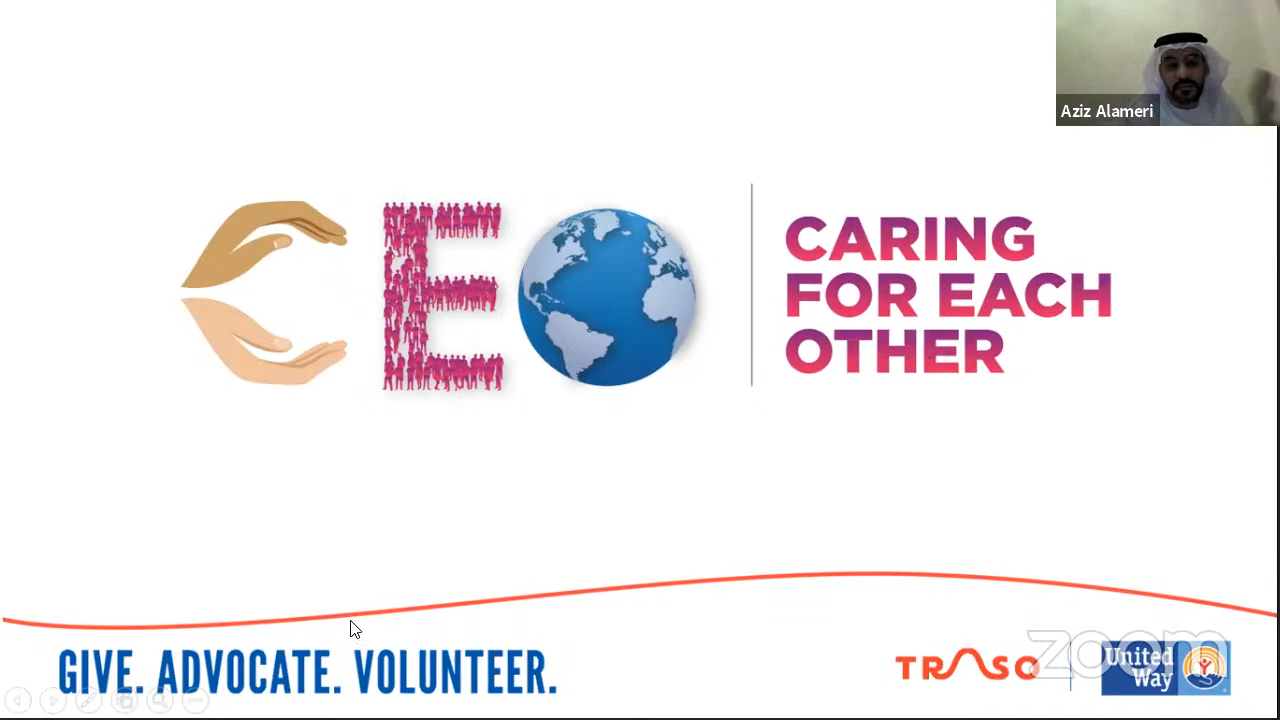 Aziz Alameri
CEO
CARING
FOR EACH
OTHER
GIVE. ADVOCATE. VOLUNTEER.
TRASO
zoom
United
Way